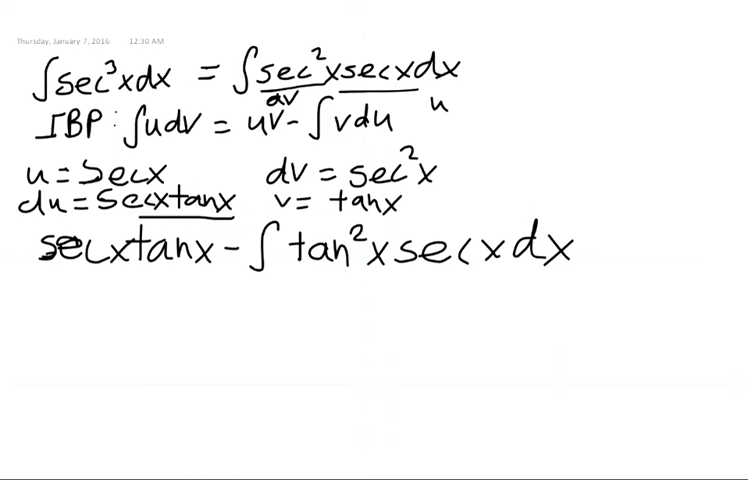 Thursday, January 7, 2016 12:30 AM
∫sec³xdx = ∫sec²xsecxdx
dv u
IBP: ∫udv = uv - ∫vdu
u = secx dv = sec²x
du = secxtanx v = tanx
secxtanx - ∫tan²xsecxdx